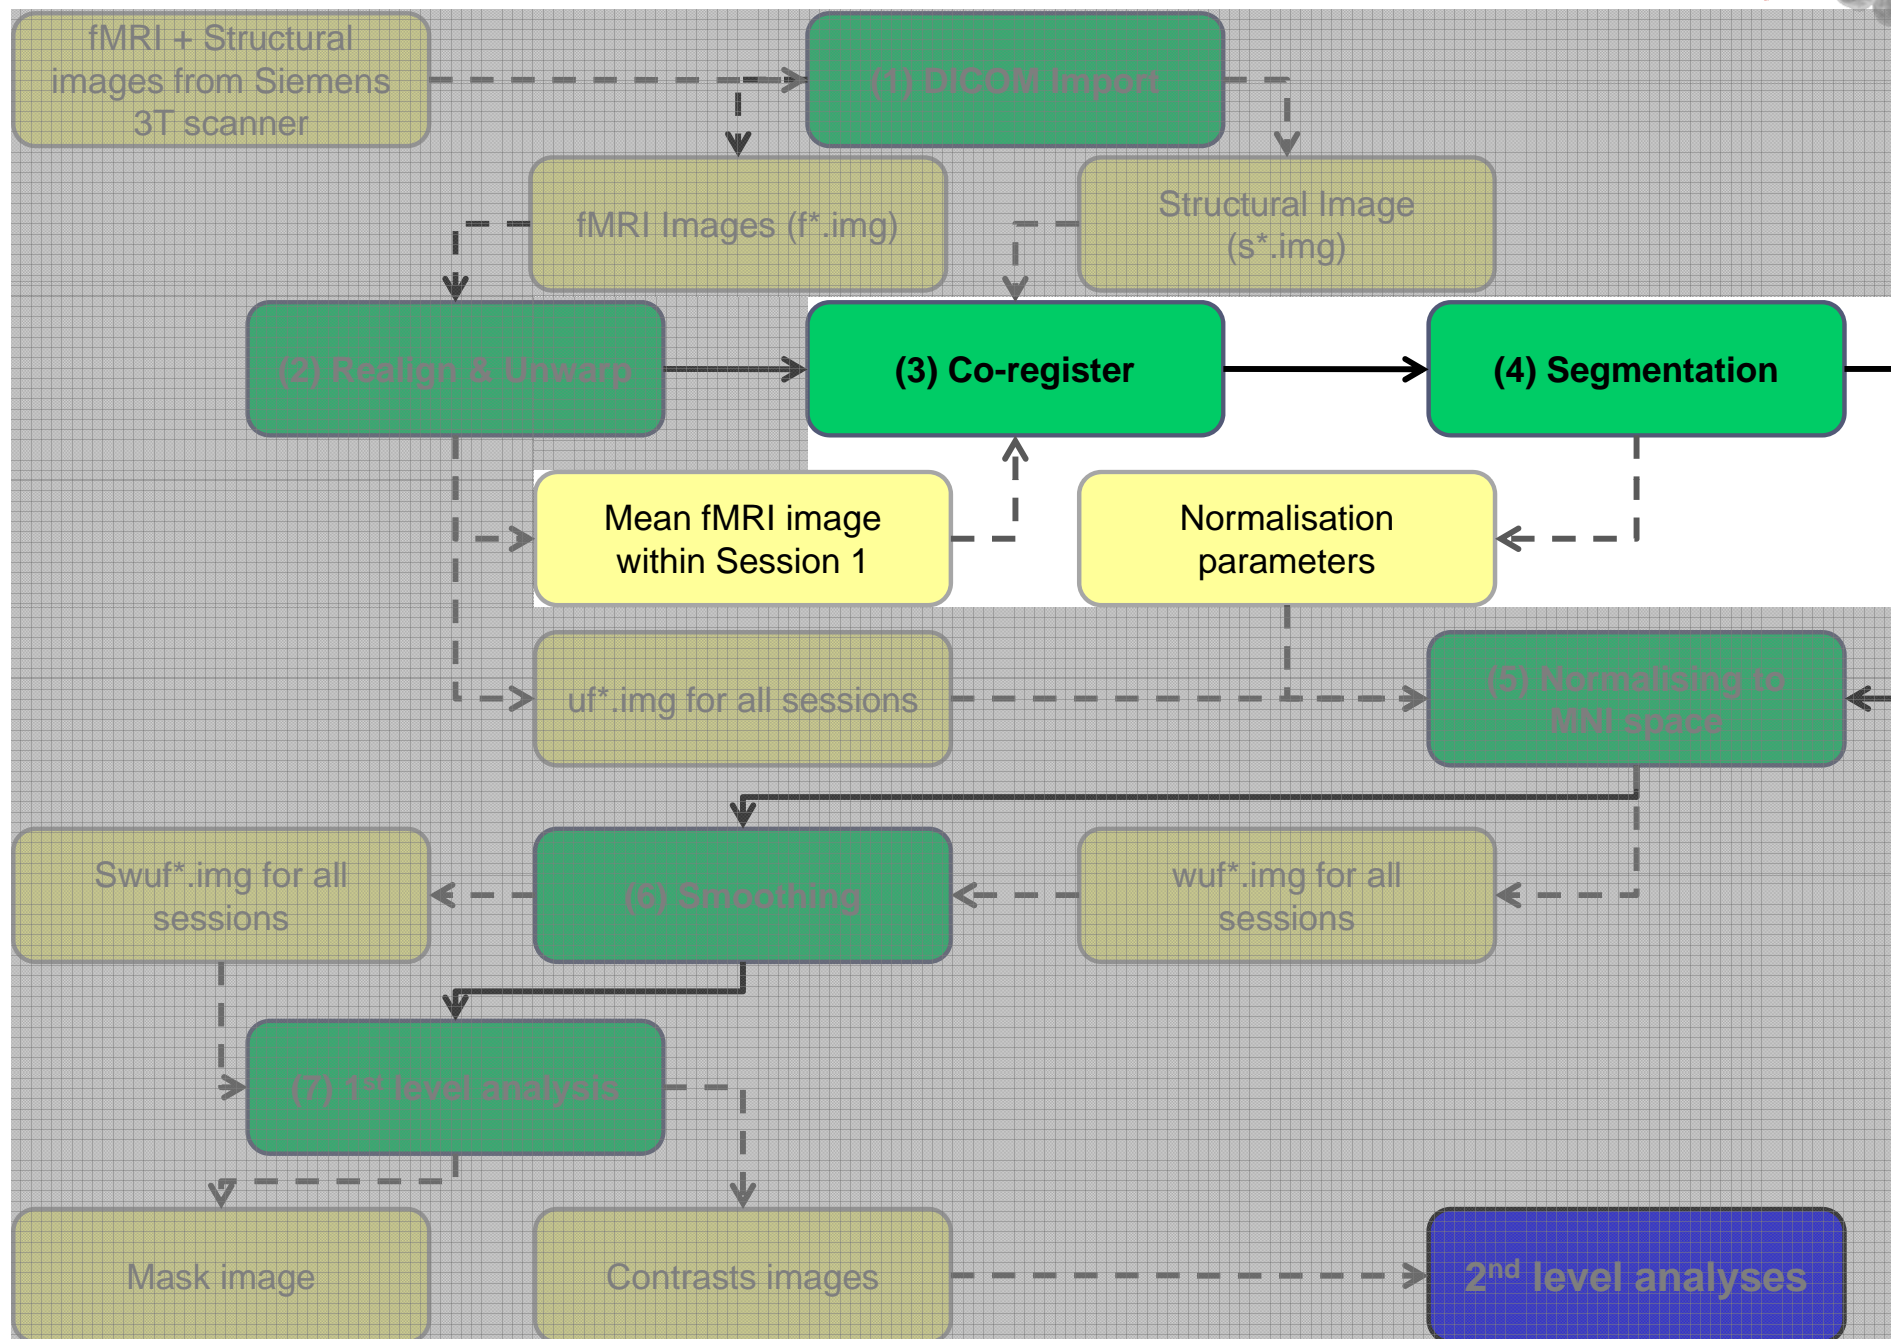 fMRI + Structural
images from Siemens
3T scanner
(1) DICOM Import
fMRI Images (f*.img)
Structural Image
(s*.img)
(2) Realign & Unwarp
(3) Co-register
(4) Segmentation
Mean fMRI image
within Session 1
Normalisation
parameters
uf*.img for all sessions
(5) Normalising to
MNI space
Swuf*.img for all
sessions
(6) Smoothing
wuf*.img for all
sessions
(7) 1st level analysis
Mask image
Contrasts images
2nd level analyses